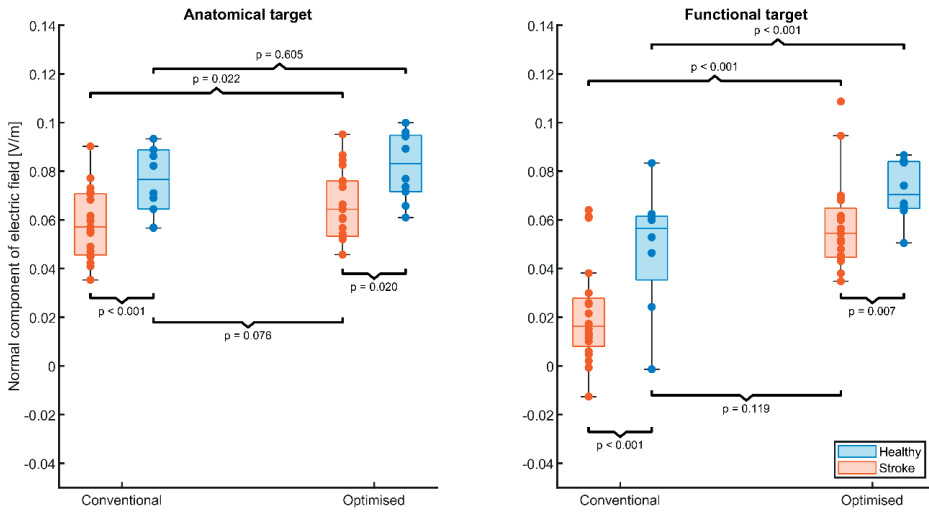 Anatomical target
Normal component of electric field [V/m]
0.14
0.12
0.1
0.08
0.06
0.04
0.02
0
-0.02
-0.04
p = 0.605
p = 0.022
p < 0.001
p = 0.020
p = 0.076
Conventional
Optimised
Functional target
0.14
0.12
0.1
0.08
0.06
0.04
0.02
0
-0.02
-0.04
p < 0.001
p < 0.001
p = 0.007
p = 0.119
p < 0.001
Healthy
Stroke
Conventional
Optimised